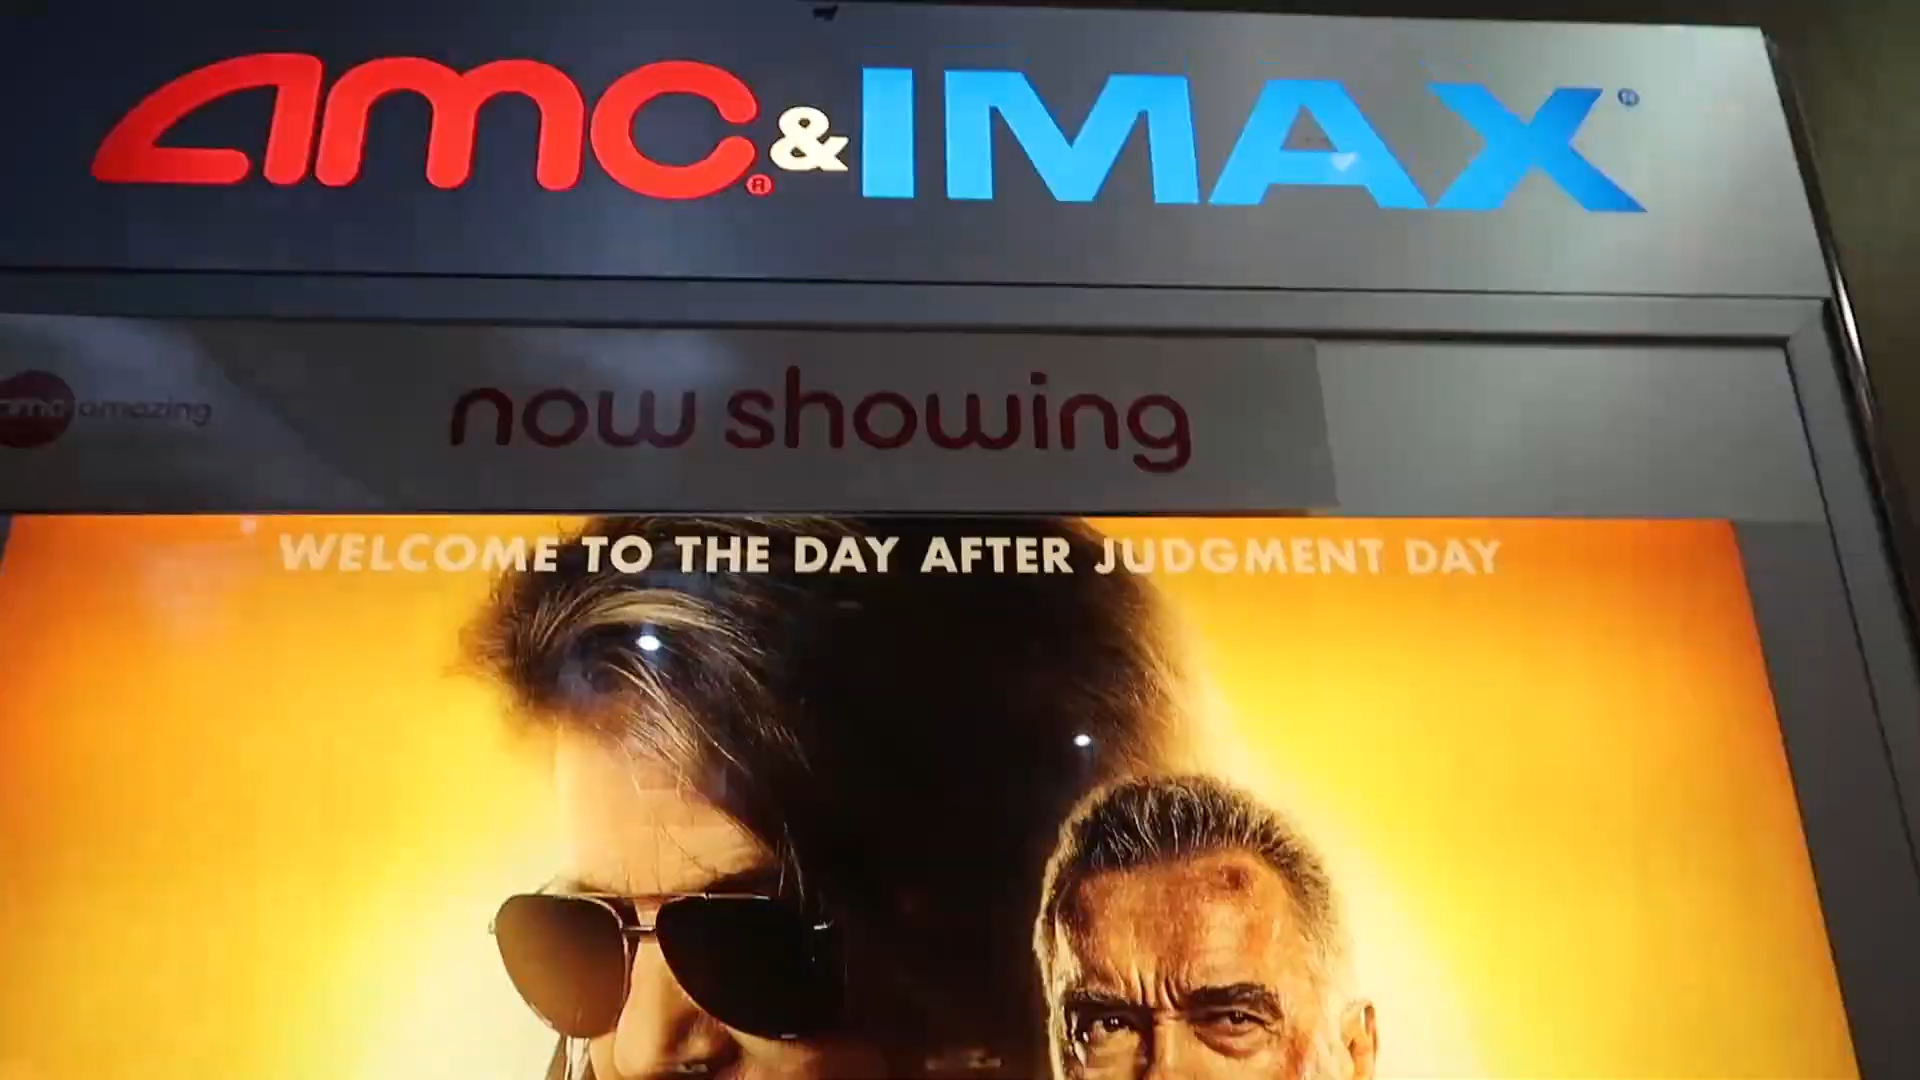 amc® & IMAX®
amc amazing
now showing
WELCOME TO THE DAY AFTER JUDGMENT DAY